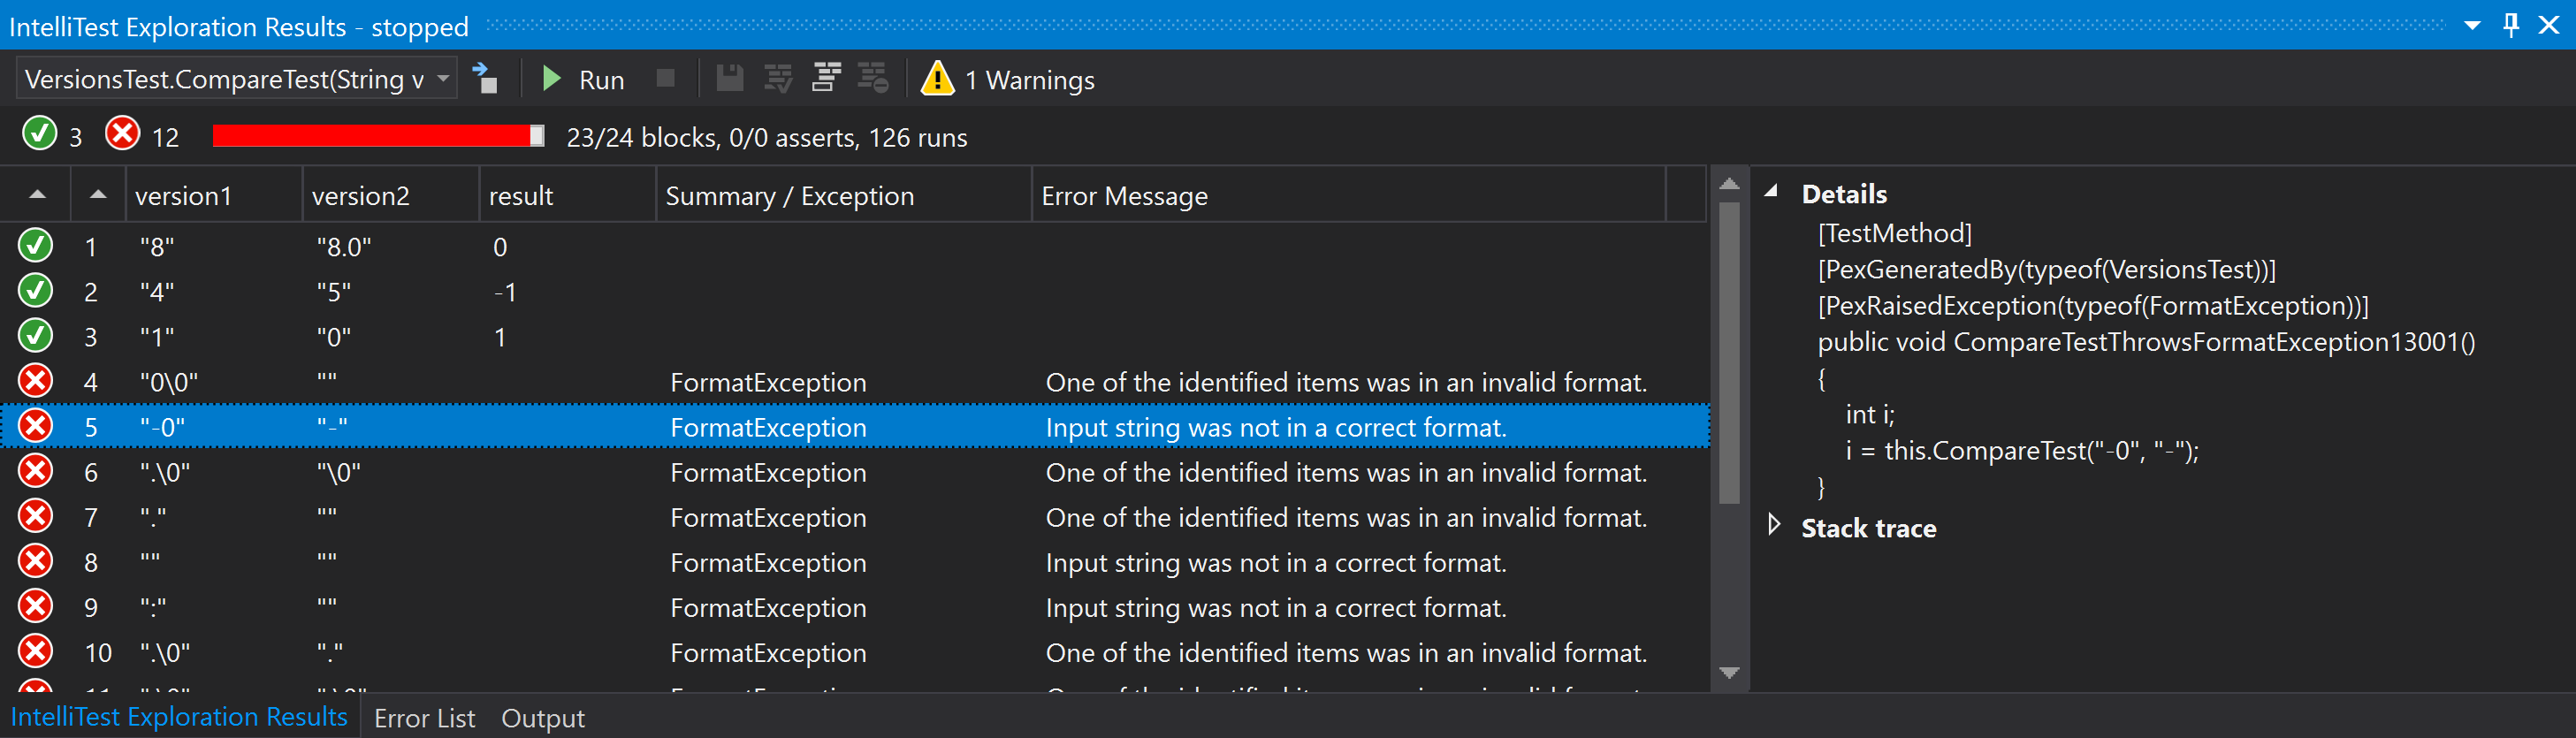 IntelliTest Exploration Results - stopped
VersionsTest.CompareTest(String v Run 1 Warnings
3 12 23/24 blocks, 0/0 asserts, 126 runs
version1 version2 result Summary / Exception Error Message
1 "8" "8.0" 0
2 "4" "5" -1
3 "1" "0" 1
4 "0\0" "" FormatException One of the identified items was in an invalid format.
5 "-0" "-" FormatException Input string was not in a correct format.
6 ".\0" "\0" FormatException One of the identified items was in an invalid format.
7 "." "" FormatException One of the identified items was in an invalid format.
8 "" "" FormatException Input string was not in a correct format.
9 ":" "" FormatException Input string was not in a correct format.
10 ".\0" "." FormatException One of the identified items was in an invalid format.
Details
[TestMethod]
[PexGeneratedBy(typeof(VersionsTest))]
[PexRaisedException(typeof(FormatException))]
public void CompareTestThrowsFormatException13001()
{
int i;
i = this.CompareTest("-0", "-");
}
Stack trace
IntelliTest Exploration Results Error List Output